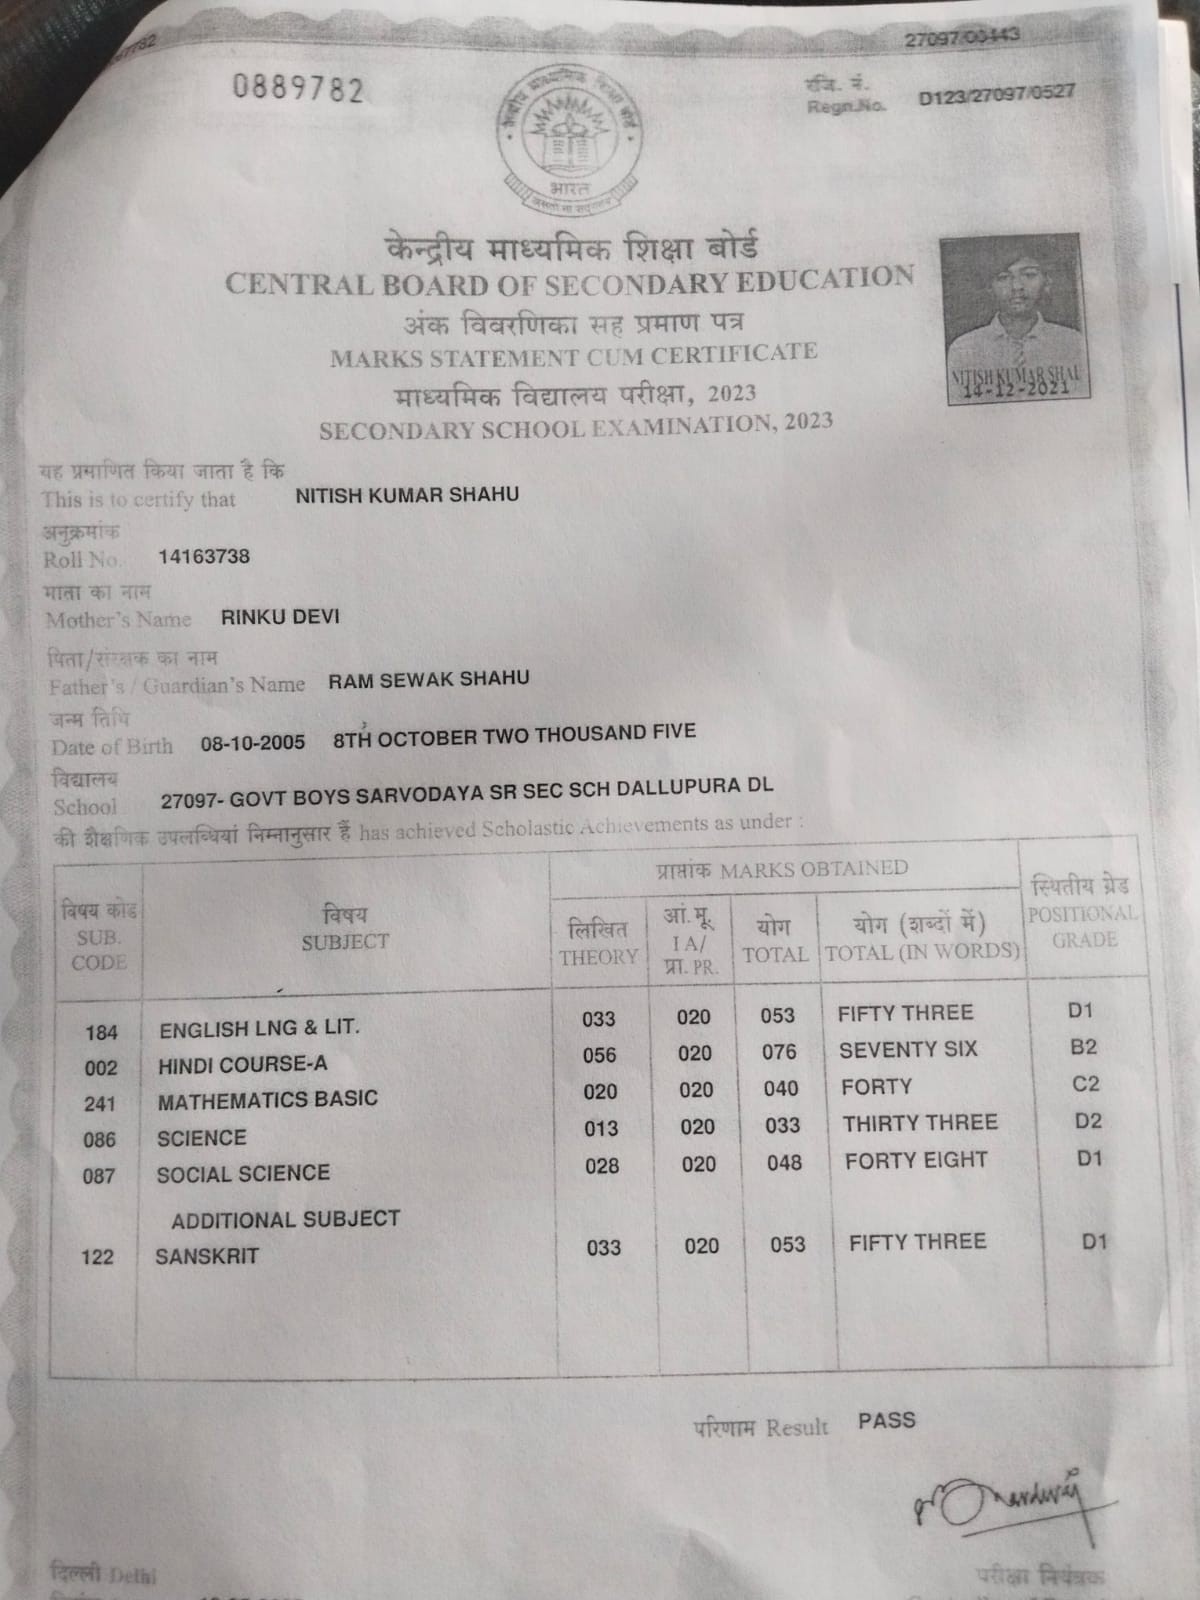 27097/00443
0889782
रजि. नं.
Regn.No. D123/27097/0527
भारत
केन्द्रीय माध्यमिक शिक्षा बोर्ड
CENTRAL BOARD OF SECONDARY EDUCATION
अंक विवरणिका सह प्रमाण पत्र
MARKS STATEMENT CUM CERTIFICATE
माध्यमिक विद्यालय परीक्षा, 2023
SECONDARY SCHOOL EXAMINATION, 2023
NITISH KUMAR SHAU
14-12-2021
यह प्रमाणित किया जाता है कि
This is to certify that NITISH KUMAR SHAHU
अनुक्रमांक
Roll No. 14163738
माता का नाम
Mother's Name RINKU DEVI
पिता/संरक्षक का नाम
Father's / Guardian's Name RAM SEWAK SHAHU
जन्म तिथि
Date of Birth 08-10-2005 8TH OCTOBER TWO THOUSAND FIVE
विद्यालय
School 27097- GOVT BOYS SARVODAYA SR SEC SCH DALLUPURA DL
की शैक्षणिक उपलब्धियां निम्नानुसार हैं has achieved Scholastic Achievements as under :
विषय कोड
SUB.
CODE
विषय
SUBJECT
प्राप्तांक MARKS OBTAINED
लिखित
THEORY
आं.मू.
I A/
प्रा. PR.
योग
TOTAL
योग (शब्दों में)
TOTAL (IN WORDS)
स्थितीय ग्रेड
POSITIONAL
GRADE
184 ENGLISH LNG & LIT. 033 020 053 FIFTY THREE D1
002 HINDI COURSE-A 056 020 076 SEVENTY SIX B2
241 MATHEMATICS BASIC 020 020 040 FORTY C2
086 SCIENCE 013 020 033 THIRTY THREE D2
087 SOCIAL SCIENCE 028 020 048 FORTY EIGHT D1
ADDITIONAL SUBJECT
122 SANSKRIT 033 020 053 FIFTY THREE D1
परिणाम Result PASS
दिल्ली Delhi
परीक्षा नियंत्रक